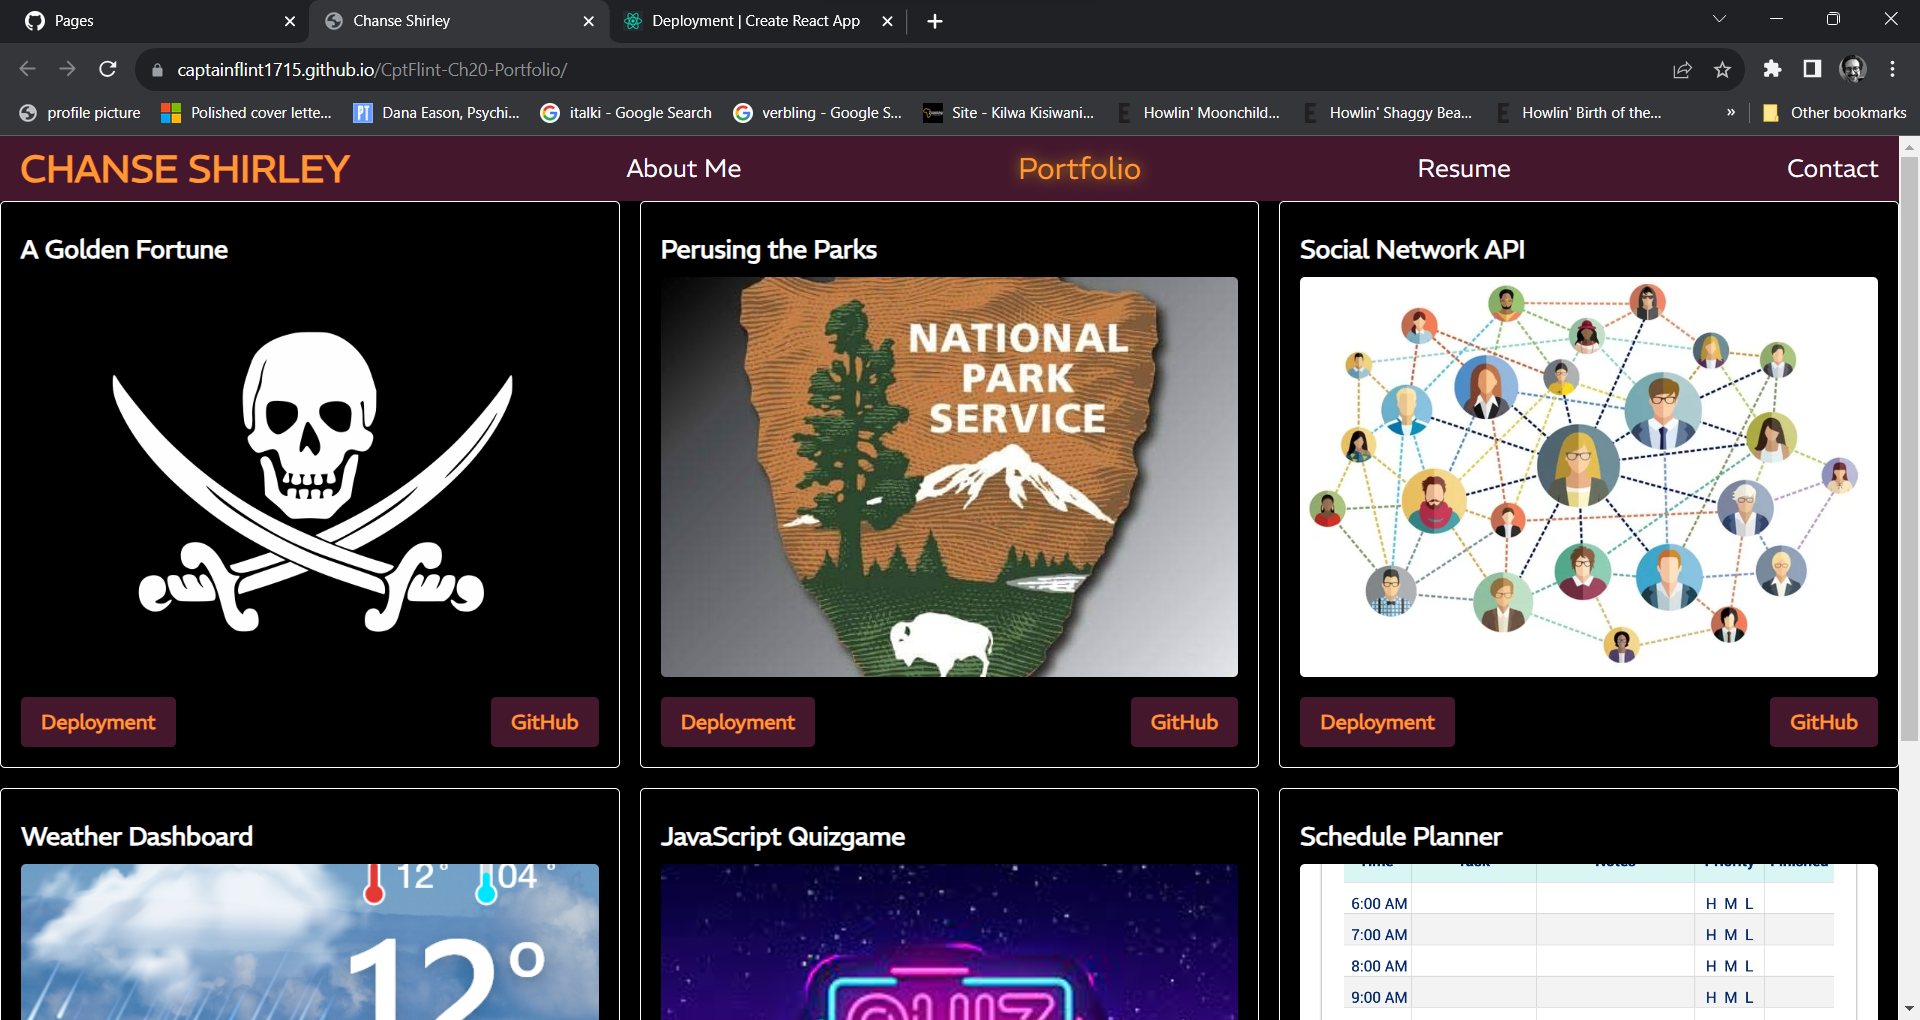 Pages
Chanse Shirley
Deployment | Create React App
captainflint1715.github.io/CptFlint-Ch20-Portfolio/
profile picture
Polished cover lette...
PT
Dana Eason, Psychi...
italki - Google Search
verbling - Google S...
Site - Kilwa Kisiwani...
Howlin' Moonchild...
Howlin' Shaggy Bea...
Howlin' Birth of the...
»
Other bookmarks
CHANSE SHIRLEY
About Me
Portfolio
Resume
Contact
A Golden Fortune
Perusing the Parks
Social Network API
NATIONAL
PARK
SERVICE
Deployment
GitHub
Deployment
GitHub
Deployment
GitHub
Weather Dashboard
JavaScript Quizgame
Schedule Planner
12°
04°
12°
QUIZ
Time Task Notes Priority Finished
6:00 AM H M L
7:00 AM H M L
8:00 AM H M L
9:00 AM H M L